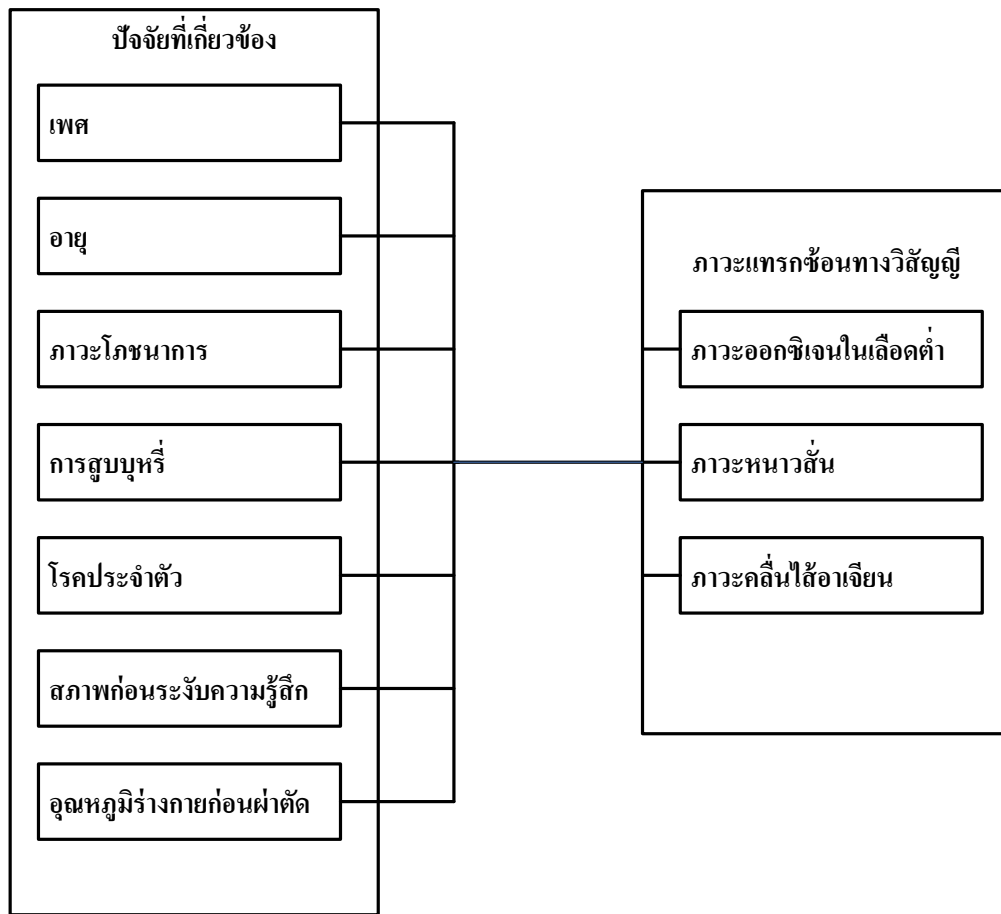 ปัจจัยที่เกี่ยวข้อง
เพศ
อายุ
ภาวะโภชนาการ
การสูบบุหรี่
โรคประจำตัว
สภาพก่อนระงับความรู้สึก
อุณหภูมิร่างกายก่อนผ่าตัด
ภาวะแทรกซ้อนทางวิสัญญี
ภาวะออกซิเจนในเลือดต่ำ
ภาวะหนาวสั่น
ภาวะคลื่นไส้อาเจียน